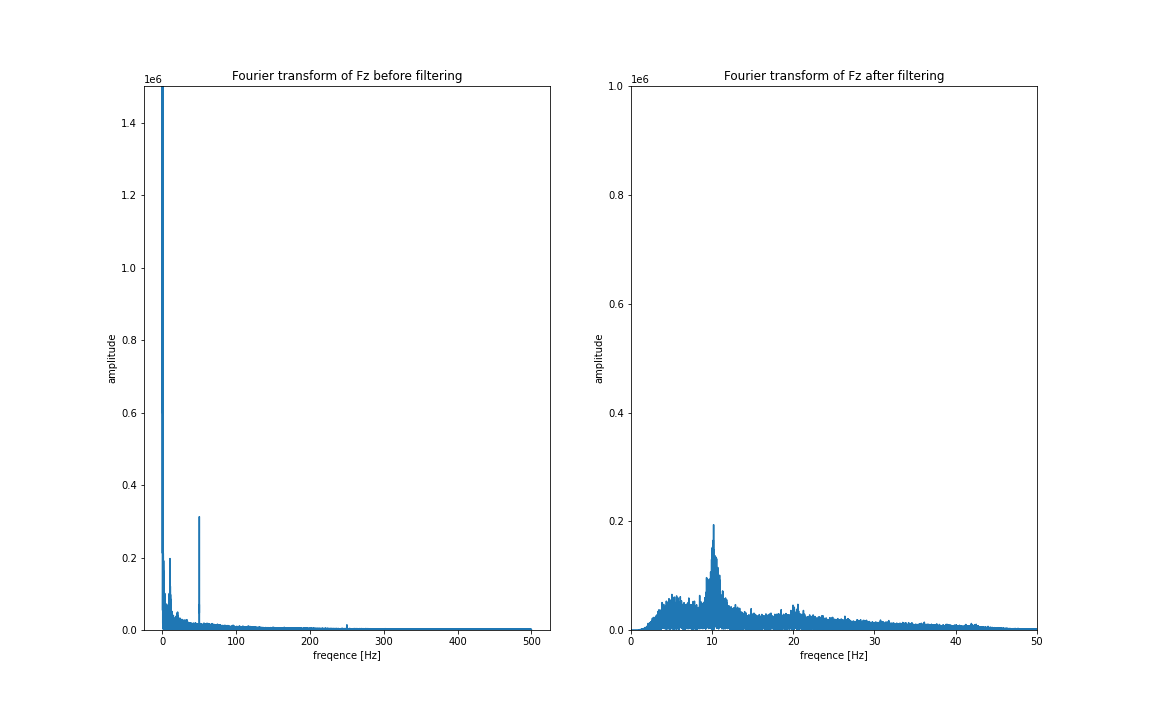 Fourier transform of Fz before filtering
1e6
1.4
1.2
1.0
0.8
0.6
0.4
0.2
0.0
amplitude
0 100 200 300 400 500
freqence [Hz]
Fourier transform of Fz after filtering
1e6
1.0
0.8
0.6
0.4
0.2
0.0
amplitude
0 10 20 30 40 50
freqence [Hz]